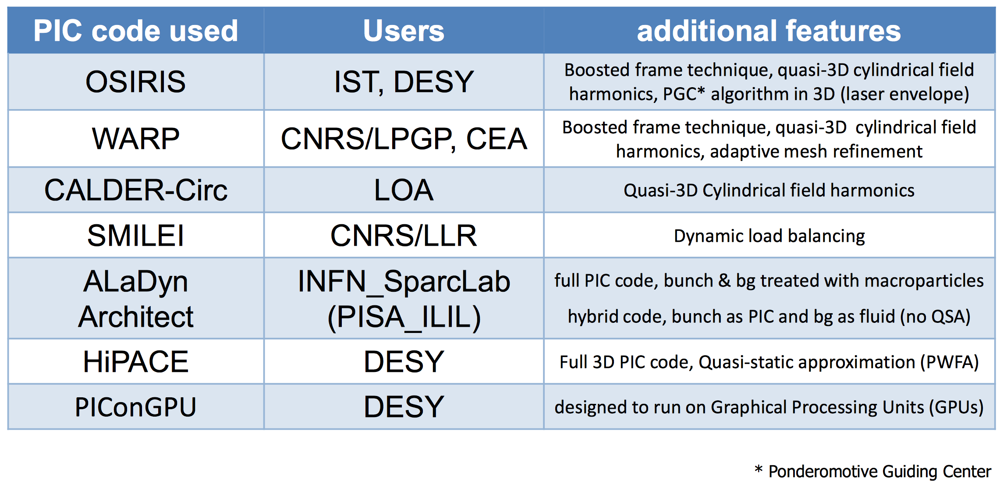 PIC code used
Users
additional features
OSIRIS
IST, DESY
Boosted frame technique, quasi-3D cylindrical field
harmonics, PGC* algorithm in 3D (laser envelope)
WARP
CNRS/LPGP, CEA
Boosted frame technique, quasi-3D cylindrical field
harmonics, adaptive mesh refinement
CALDER-Circ
LOA
Quasi-3D Cylindrical field harmonics
SMILEI
CNRS/LLR
Dynamic load balancing
ALaDyn
Architect
INFN_SparcLab
(PISA_ILIL)
full PIC code, bunch & bg treated with macroparticles
hybrid code, bunch as PIC and bg as fluid (no QSA)
HiPACE
DESY
Full 3D PIC code, Quasi-static approximation (PWFA)
PIConGPU
DESY
designed to run on Graphical Processing Units (GPUs)
* Ponderomotive Guiding Center